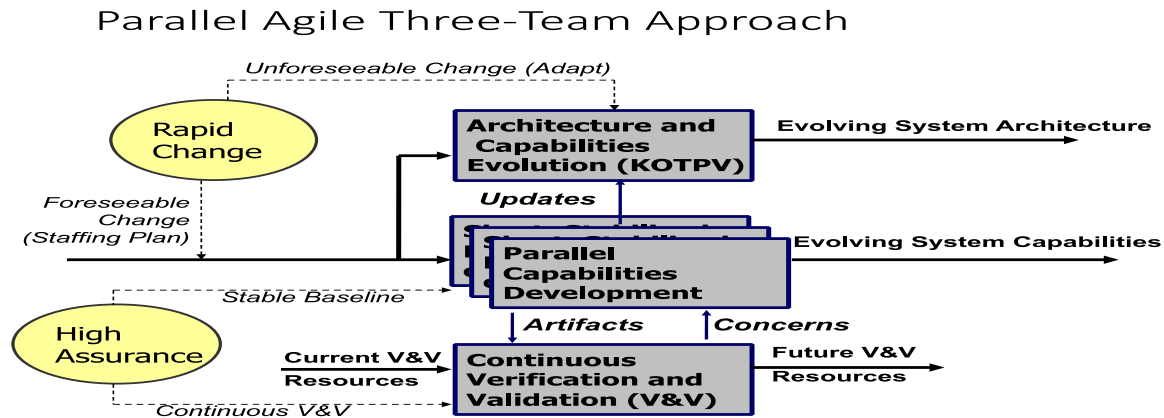 Parallel Agile Three-Team Approach
Unforeseeable Change (Adapt)
Rapid
Change
Architecture and
Capabilities
Evolution (KOTPV)
Evolving System Architecture
Foreseeable
Change
(Staffing Plan)
Updates
Parallel
Capabilities
Development
Evolving System Capabilities
Stable Baseline
High
Assurance
Artifacts
Concerns
Current V&V
Resources
Continuous
Verification and
Validation (V&V)
Future V&V
Resources
Continuous V&V